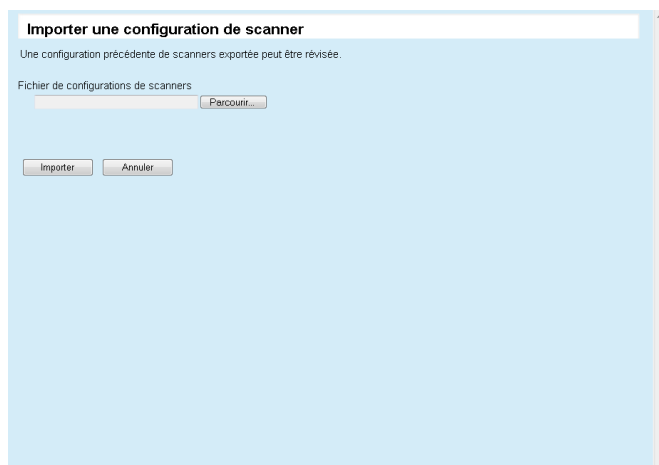 Importer une configuration de scanner
Une configuration précédente de scanners exportée peut être révisée.
Fichier de configurations de scanners
Parcourir...
Importer Annuler